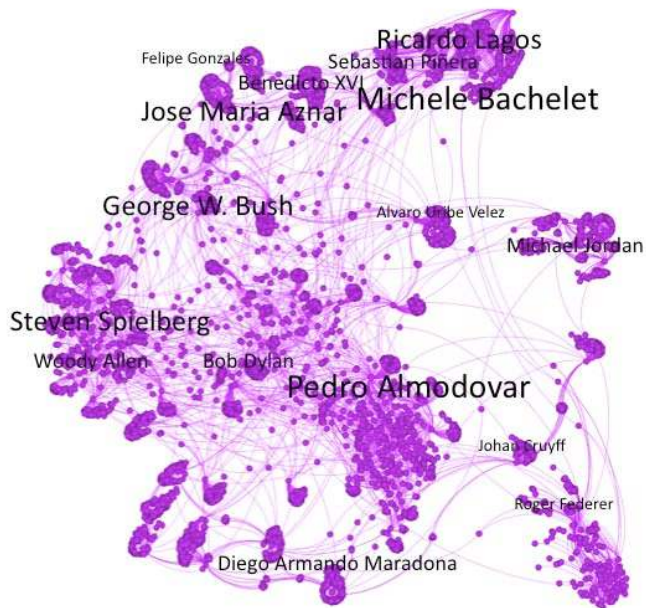 Ricardo Lagos
Felipe Gonzales
Sebastian Piñera
Benedicto XVI
Michele Bachelet
Jose Maria Aznar
George W. Bush
Alvaro Uribe Velez
Michael Jordan
Steven Spielberg
Woody Allen
Bob Dylan
Pedro Almodovar
Johan Cruyff
Roger Federer
Diego Armando Maradona